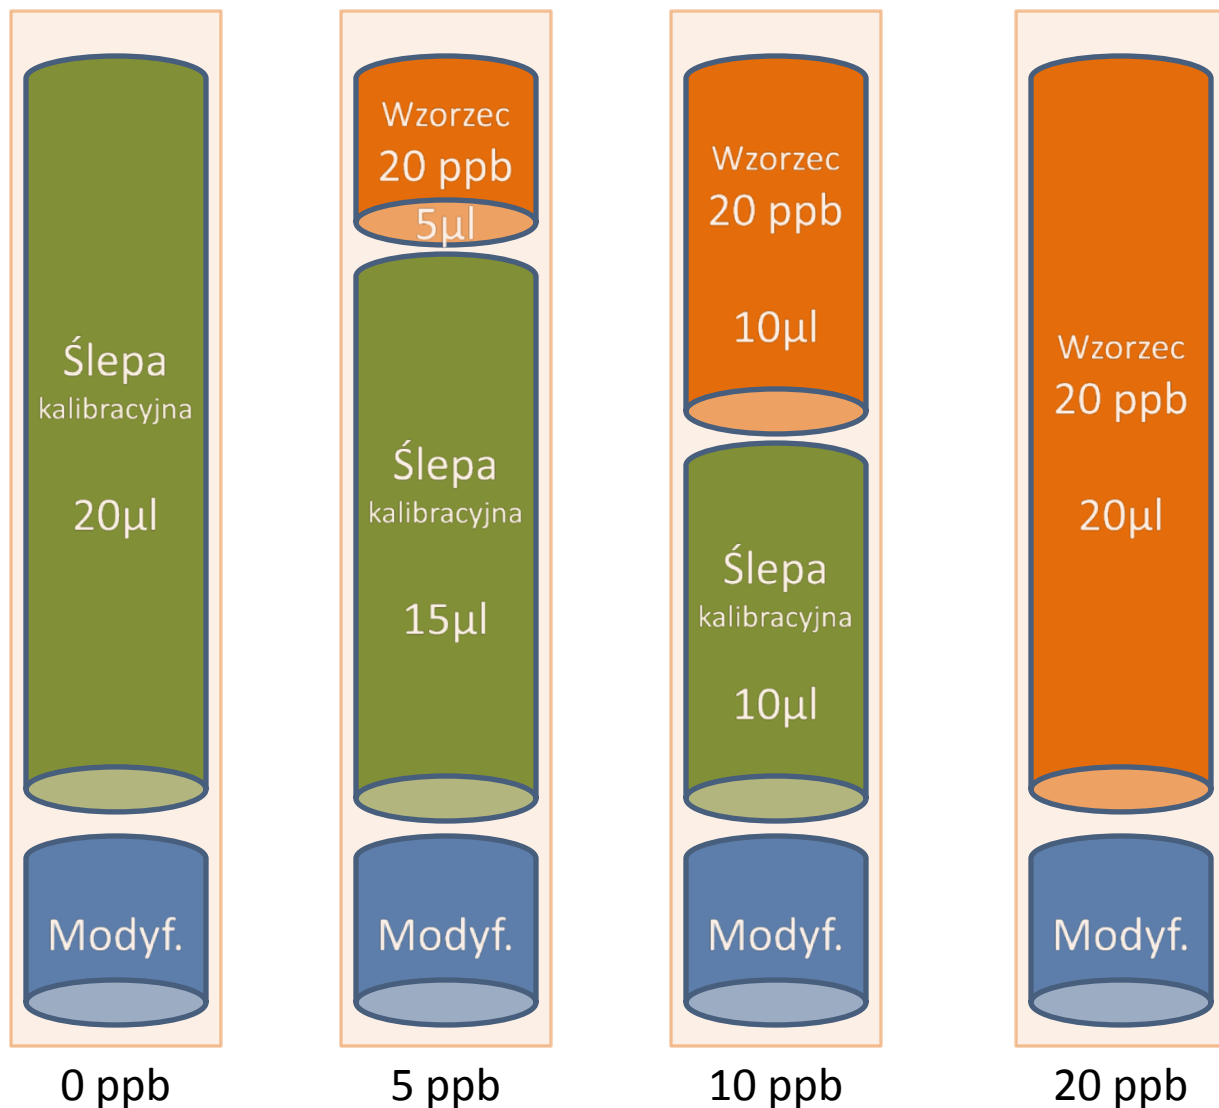 Ślepa
kalibracyjna
20µl
Modyf.
0 ppb
Wzorzec
20 ppb
5µl
Ślepa
kalibracyjna
15µl
Modyf.
5 ppb
Wzorzec
20 ppb
10µl
Ślepa
kalibracyjna
10µl
Modyf.
10 ppb
Wzorzec
20 ppb
20µl
Modyf.
20 ppb